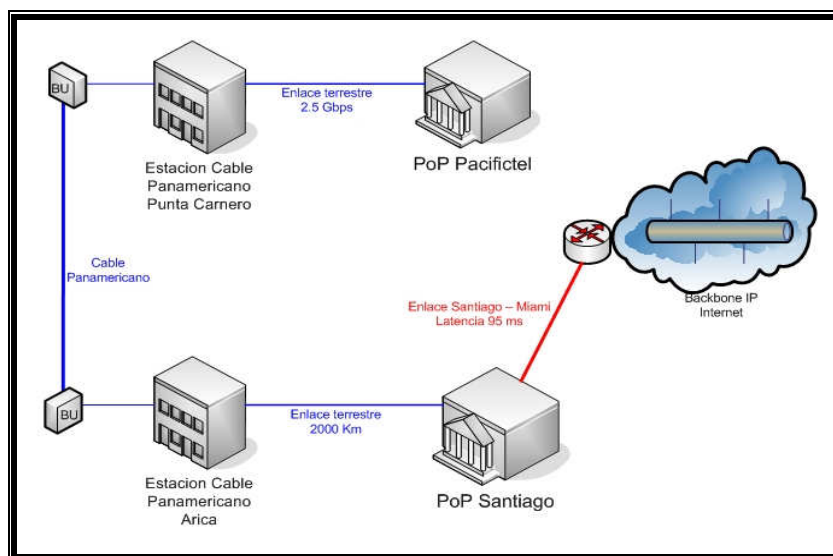 BU
Enlace terrestre
2.5 Gbps
Estacion Cable
Panamericano
Punta Carnero
PoP Pacifictel
Cable
Panamericano
Backbone IP
Internet
Enlace Santiago – Miami
Latencia 95 ms
BU
Enlace terrestre
2000 Km
Estacion Cable
Panamericano
Arica
PoP Santiago